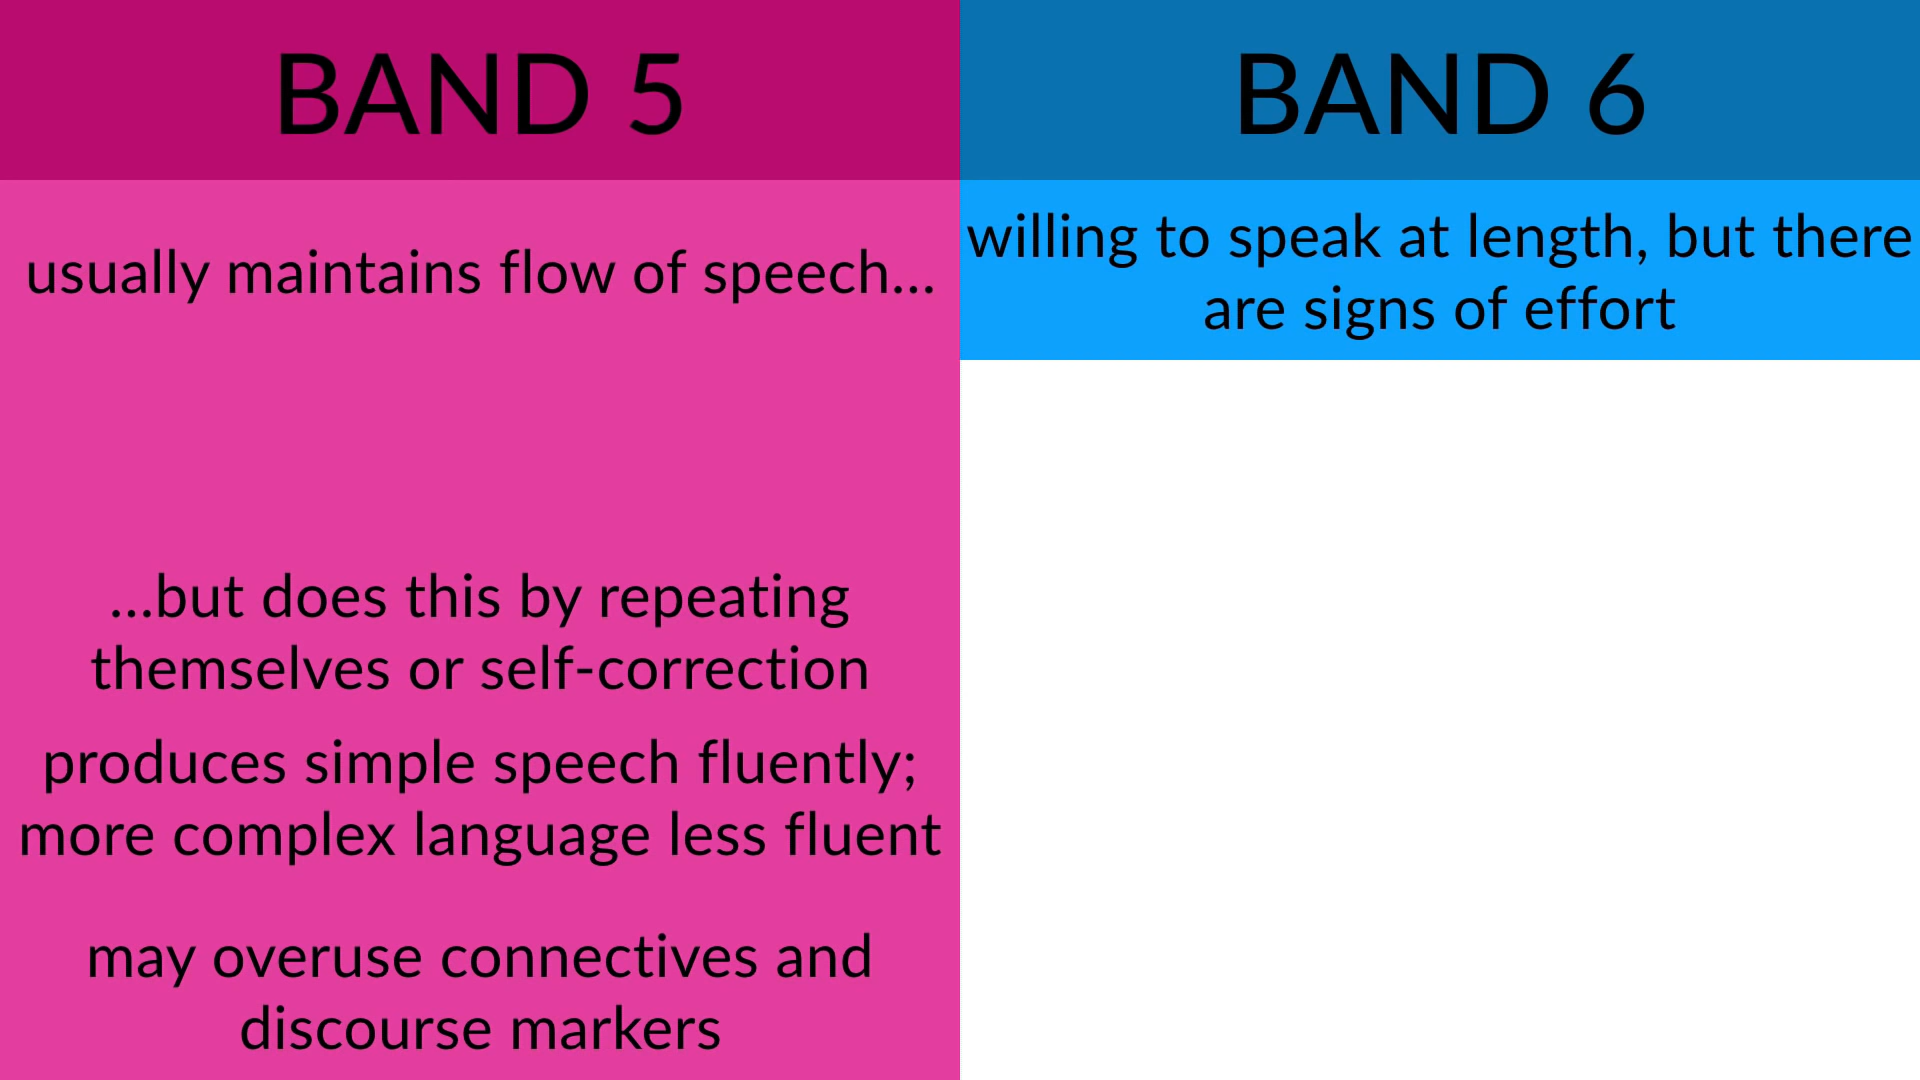 BAND 5
usually maintains flow of speech...
...but does this by repeating
themselves or self-correction
produces simple speech fluently;
more complex language less fluent
may overuse connectives and
discourse markers
BAND 6
willing to speak at length, but there
are signs of effort